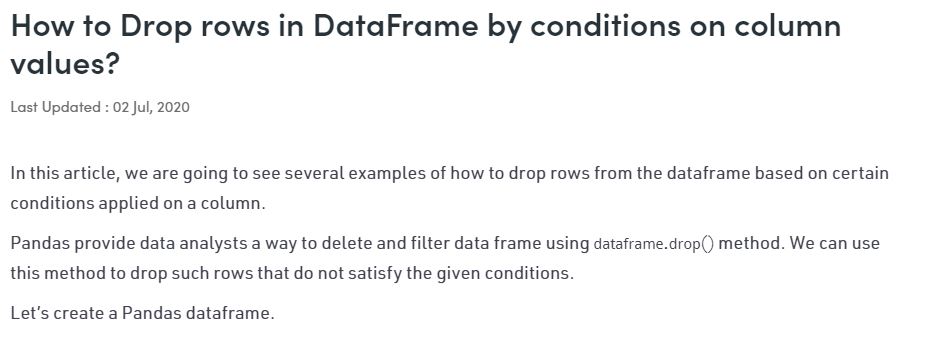 How to Drop rows in DataFrame by conditions on column
values?
Last Updated : 02 Jul, 2020
In this article, we are going to see several examples of how to drop rows from the dataframe based on certain
conditions applied on a column.
Pandas provide data analysts a way to delete and filter data frame using dataframe.drop() method. We can use
this method to drop such rows that do not satisfy the given conditions.
Let’s create a Pandas dataframe.